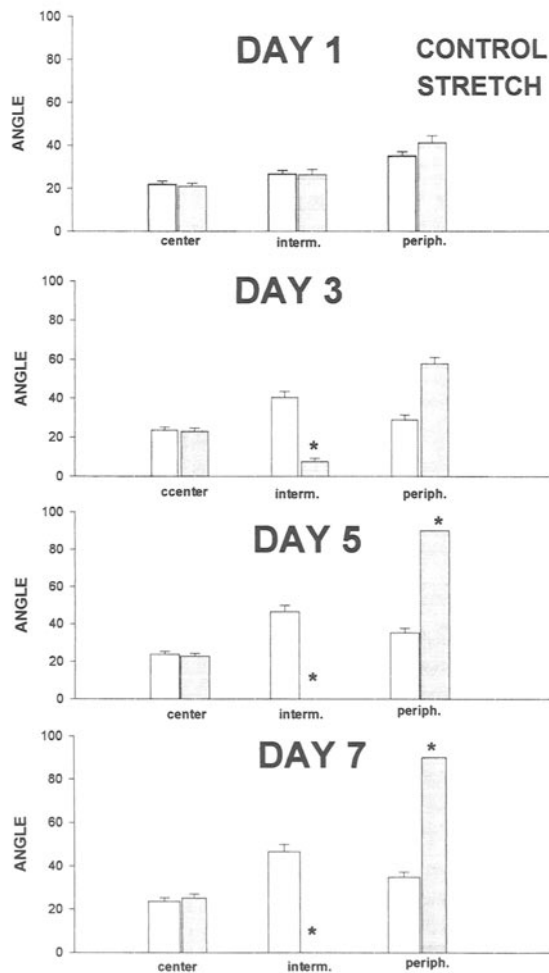 100
DAY 1
CONTROL
80
STRETCH
ANGLE
60
40
20
0
center interm. periph.
100
DAY 3
80
ANGLE
60
40
20
*
0
ccenter interm. periph.
100
DAY 5
*
80
ANGLE
60
40
20
*
0
center interm. periph.
100
DAY 7
*
80
ANGLE
60
40
20
*
0
center interm. periph.